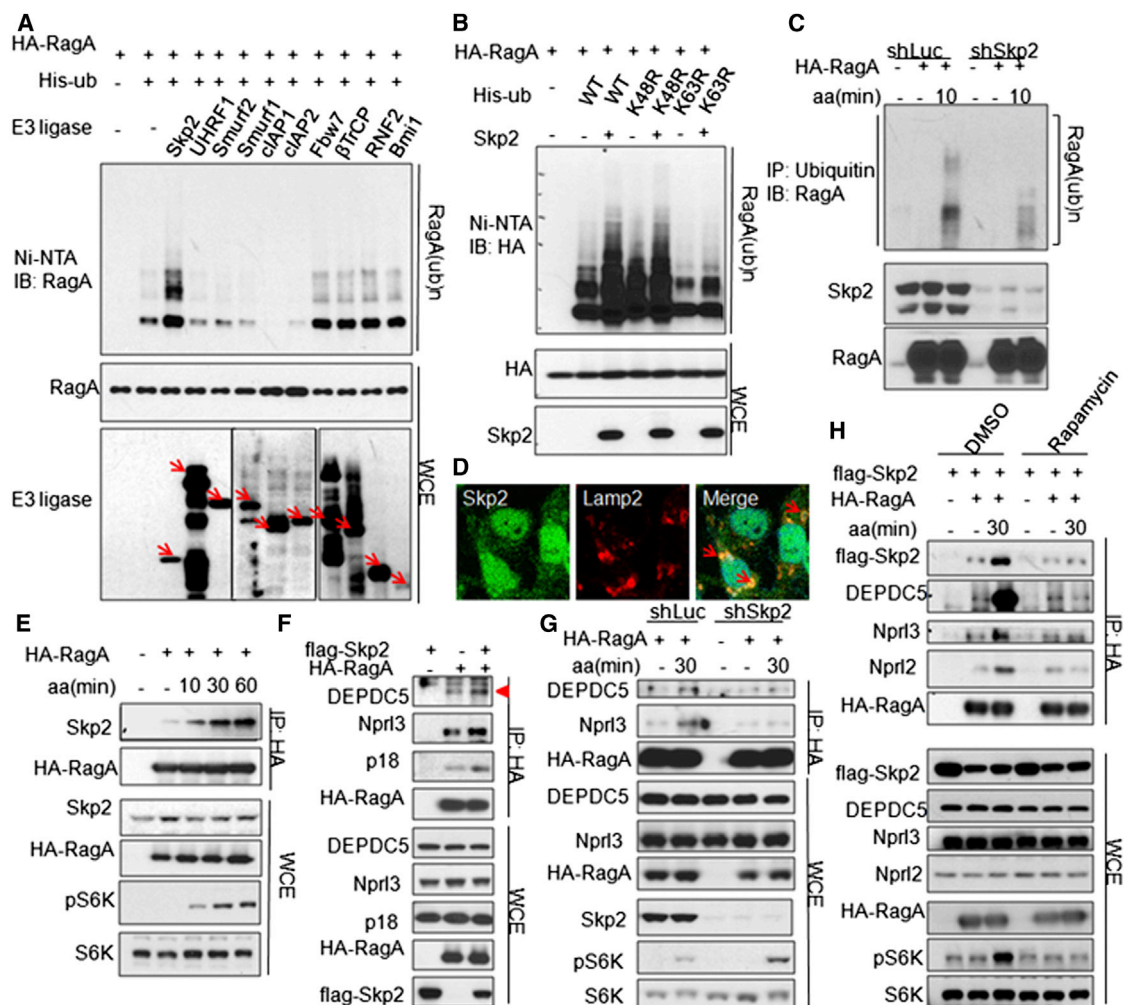 A
HA-RagA + + + + + + + + + + + +
His-ub - + + + + + + + + + + +
E3 ligase - - Skp2 UHRF1 Smurf2 Smurf1 cIAP1 cIAP2 Fbw7 βTrCP RNF2 Bmi1
Ni-NTA
IB: RagA
RagA(ub)n
RagA
E3 ligase
WCE
B
HA-RagA + + + + + + +
His-ub - WT WT K48R K48R K63R K63R
Skp2 - + - + - +
Ni-NTA
IB: HA
RagA(ub)n
HA
Skp2
WCE
C
shLuc shSkp2
HA-RagA - + + - + +
aa(min) - - 10 - - 10
IP: Ubiquitin
IB: RagA
RagA(ub)n
Skp2
RagA
D
Skp2 Lamp2 Merge
E
HA-RagA - + + + +
aa(min) - - 10 30 60
Skp2
HA-RagA
IP: HA
Skp2
HA-RagA
pS6K
S6K
WCE
F
flag-Skp2 + - +
HA-RagA - + +
DEPDC5
Nprl3
p18
HA-RagA
IP: HA
DEPDC5
Nprl3
p18
HA-RagA
flag-Skp2
WCE
G
shLuc shSkp2
HA-RagA + + - + +
aa(min) - 30 - - 30
DEPDC5
Nprl3
HA-RagA
IP: HA
DEPDC5
Nprl3
HA-RagA
Skp2
pS6K
S6K
WCE
H
DMSO Rapamycin
flag-Skp2 + + + + + +
HA-RagA - + + - + +
aa(min) - - 30 - - 30
flag-Skp2
DEPDC5
Nprl3
Nprl2
HA-RagA
IP: HA
flag-Skp2
DEPDC5
Nprl3
Nprl2
HA-RagA
pS6K
S6K
WCE